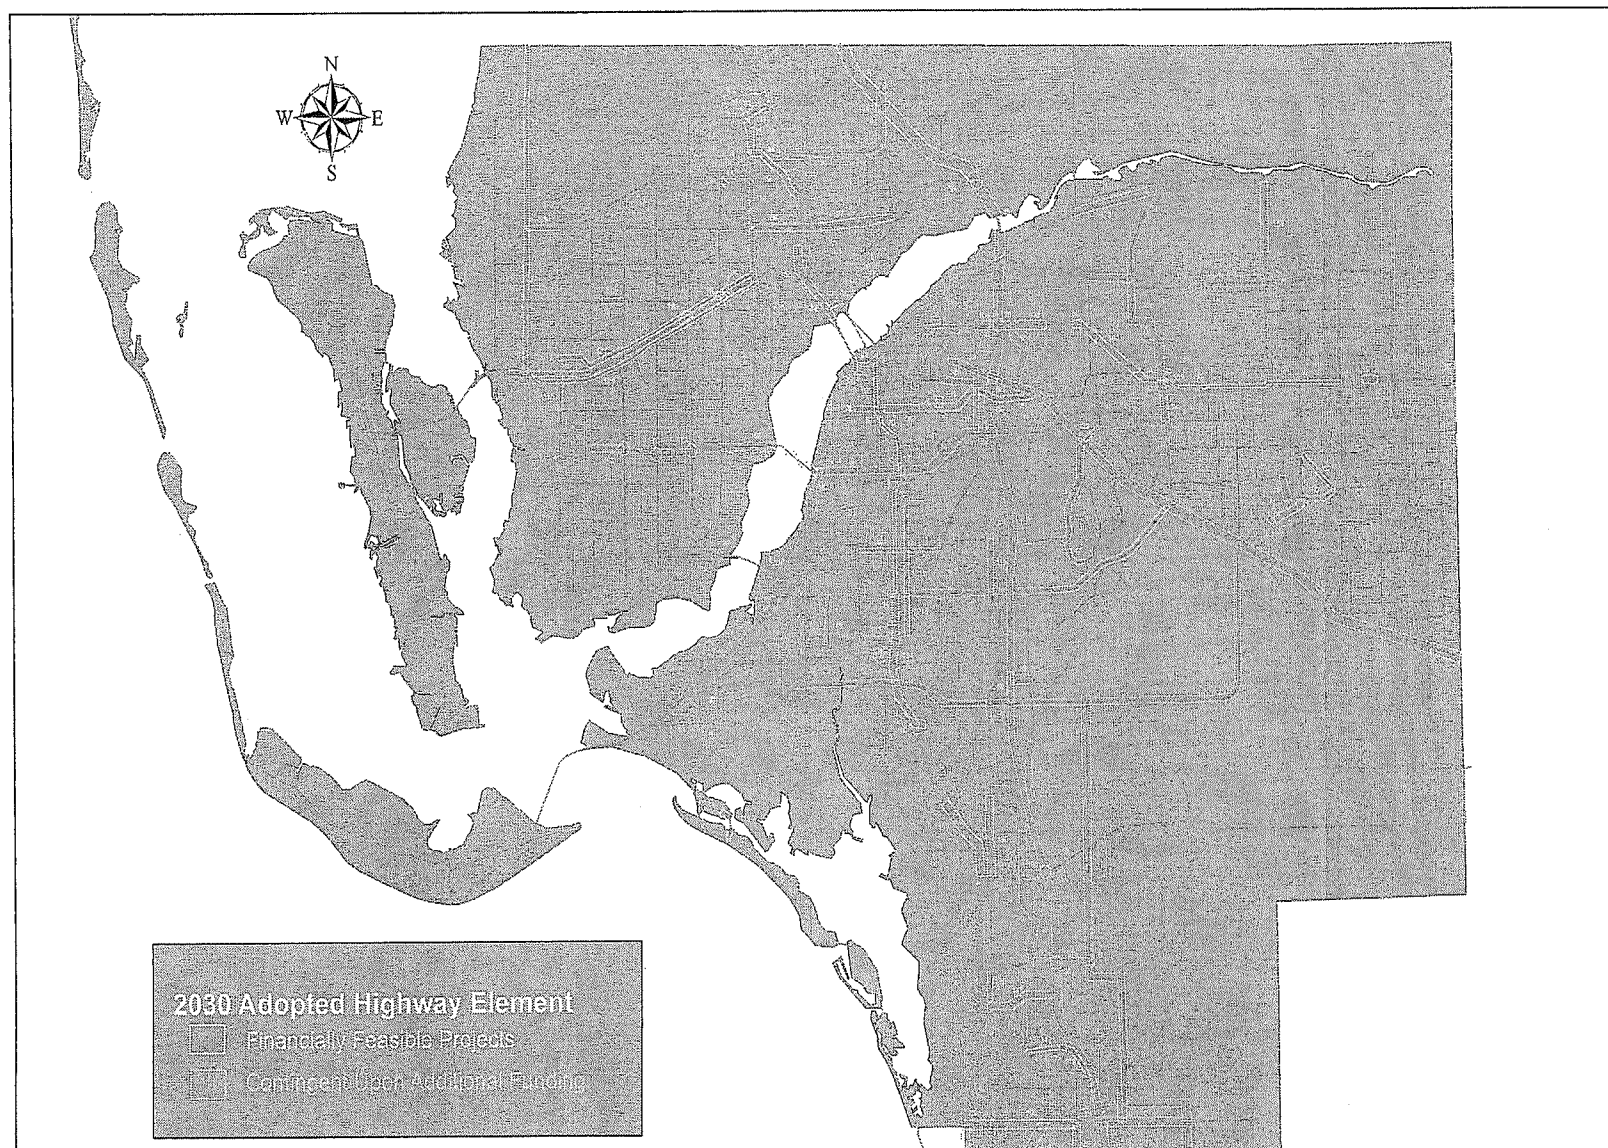 N
W E
S
2030 Adopted Highway Element
Financially Feasible Projects
Contingent Upon Additional Funding